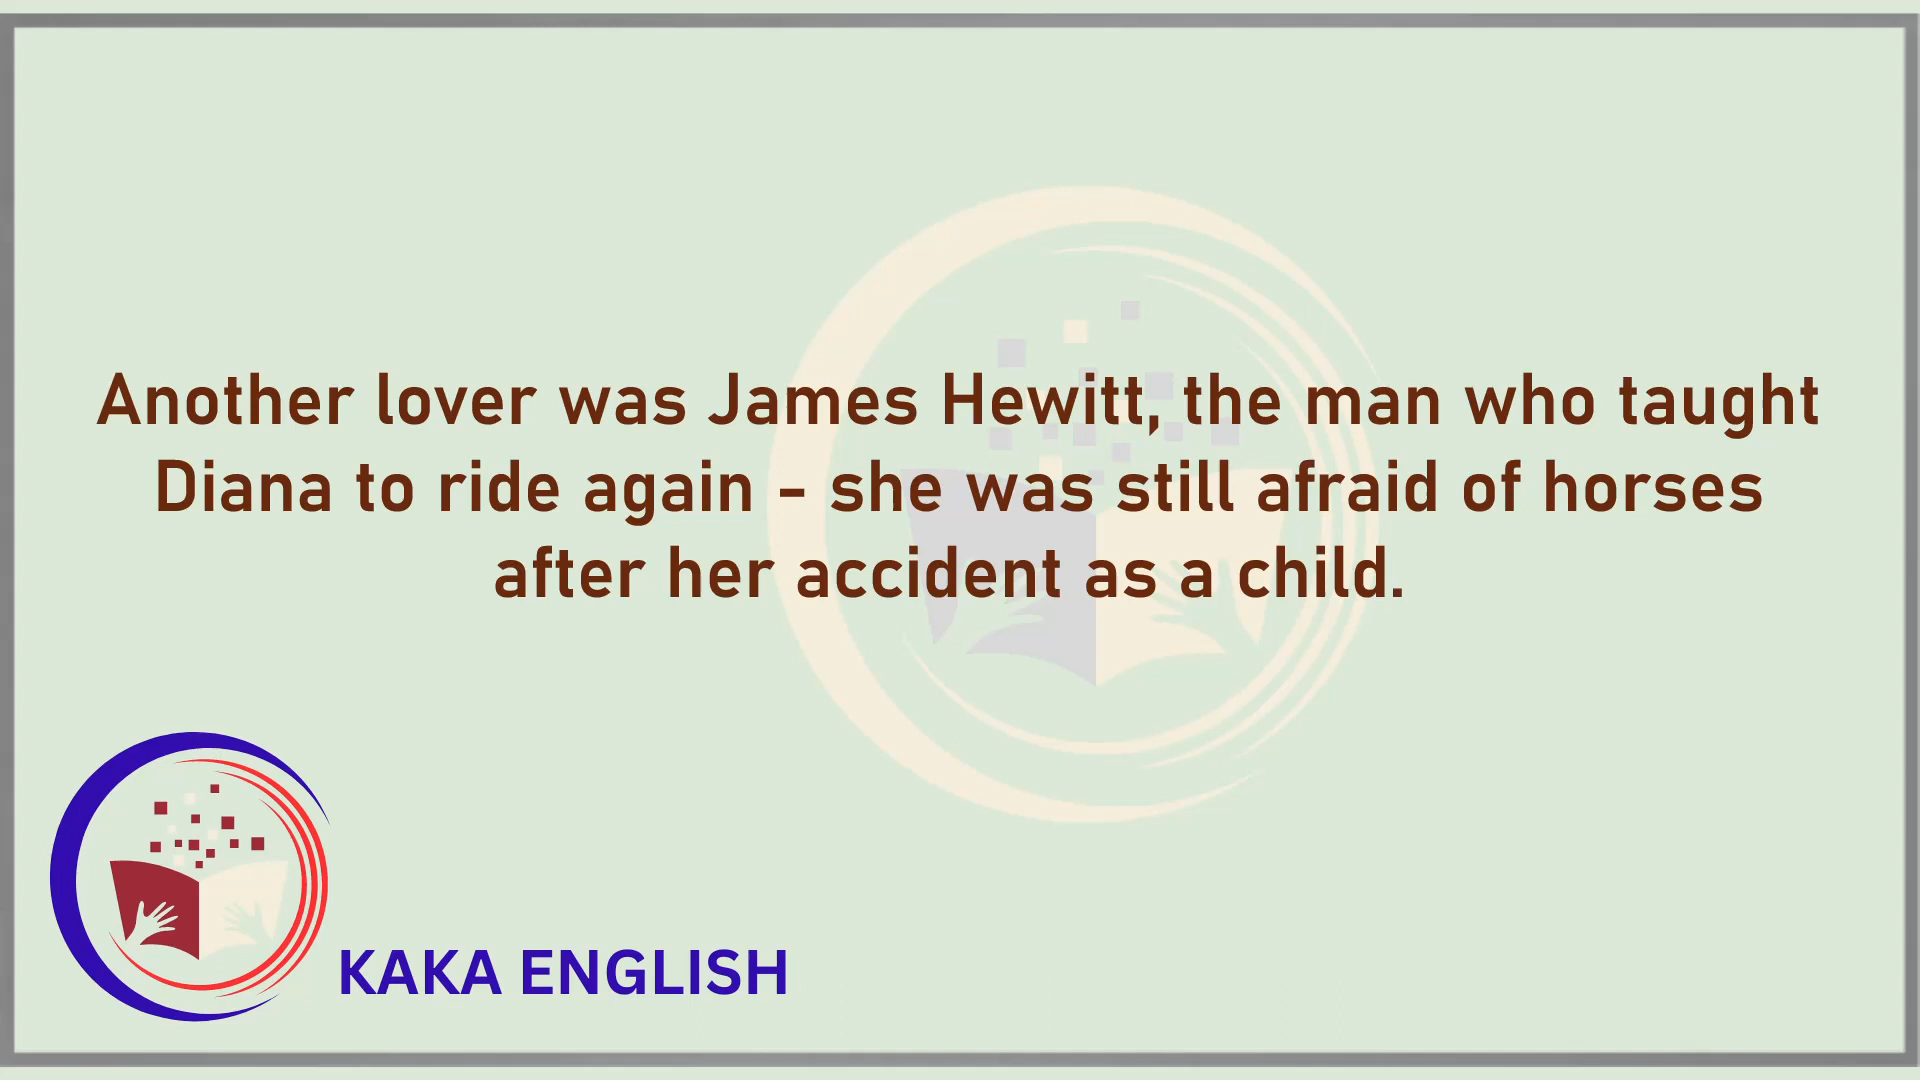 Another lover was James Hewitt, the man who taught
Diana to ride again - she was still afraid of horses
after her accident as a child.
KAKA ENGLISH